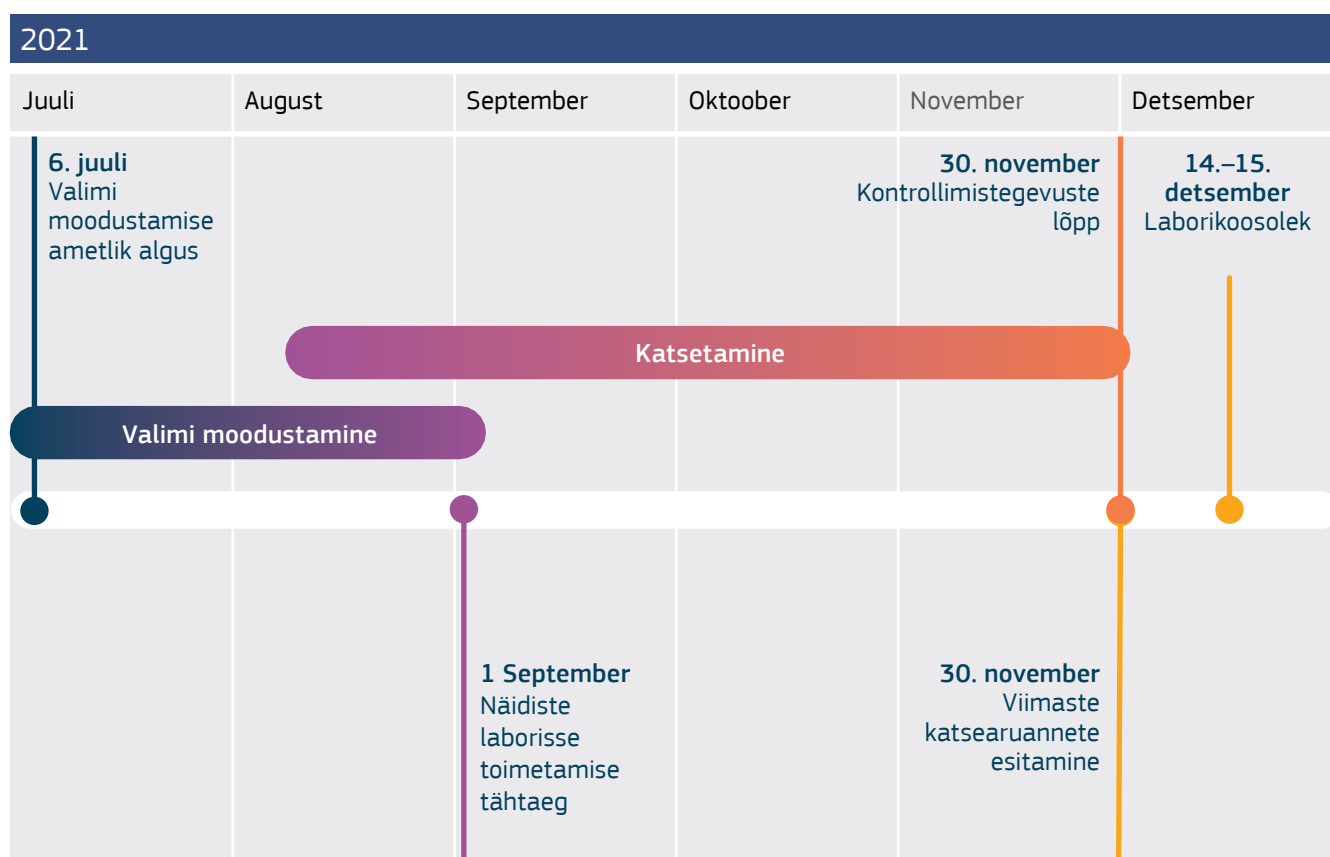 2021
Juuli
August
September
Oktoober
November
Detsember
6. juuli
Valimi
moodustamise
ametlik algus
30. november
Kontrollimistegevuste
lõpp
14.–15.
detsember
Laborikoosolek
Katsetamine
Valimi moodustamine
1 September
Näidiste
laborisse
toimetamise
tähtaeg
30. november
Viimaste
katsearuannete
esitamine